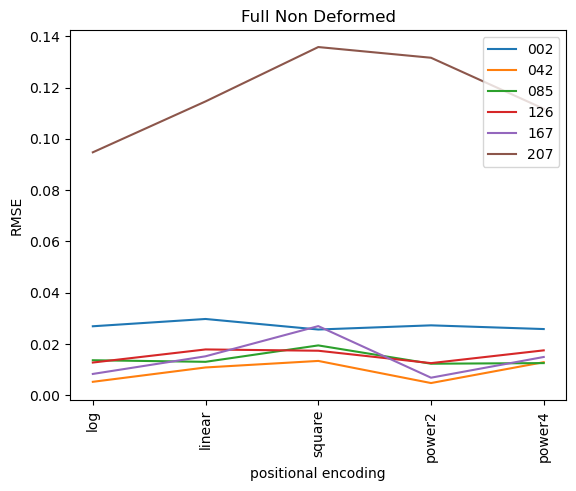 Full Non Deformed
0.14
0.12
0.10
0.08
0.06
0.04
0.02
0.00
RMSE
002
042
085
126
167
207
log
linear
square
power2
power4
positional encoding